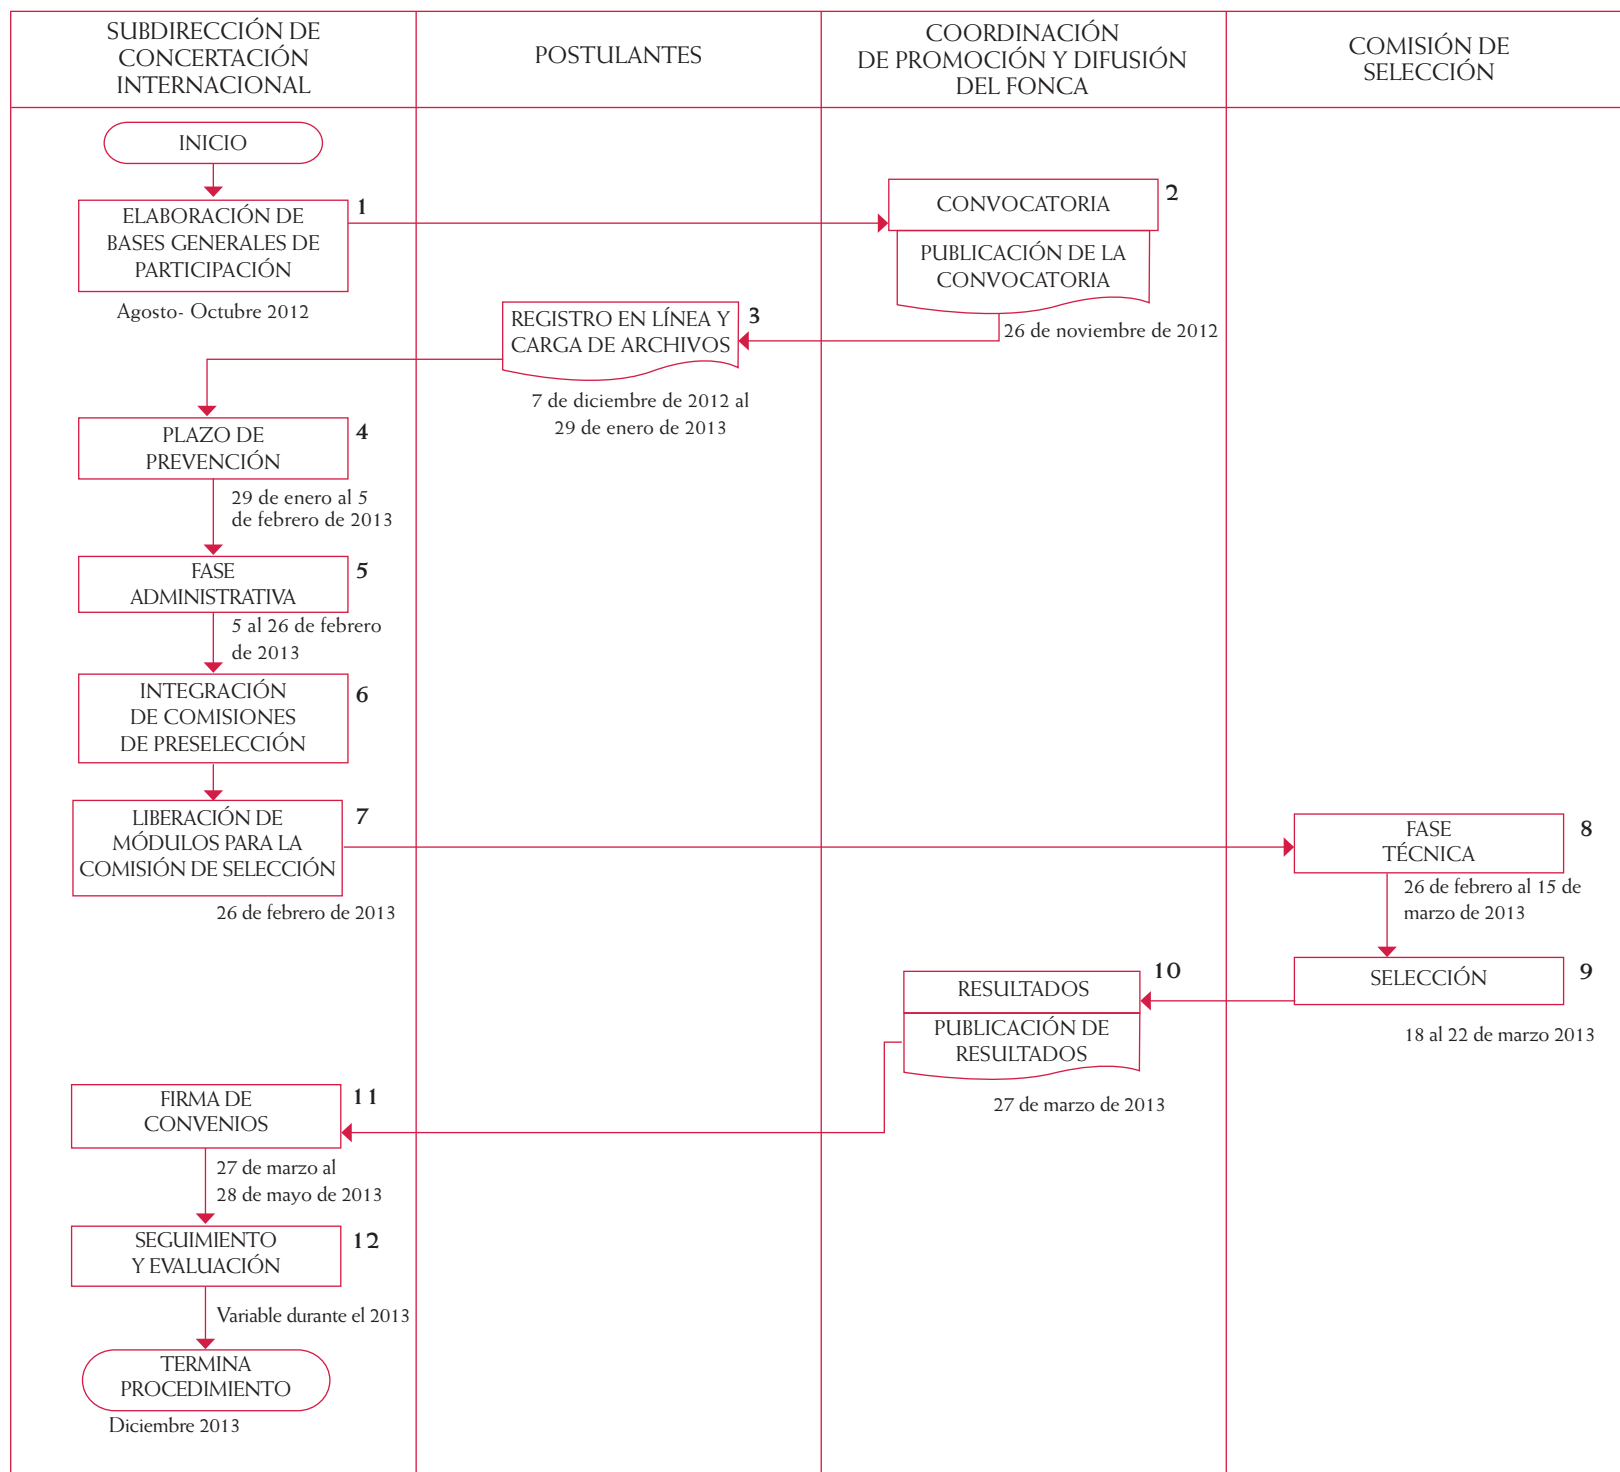 SUBDIRECCIÓN DE
CONCERTACIÓN
INTERNACIONAL
POSTULANTES
COORDINACIÓN
DE PROMOCIÓN Y DIFUSIÓN
DEL FONCA
COMISIÓN DE
SELECCIÓN
INICIO
1
ELABORACIÓN DE
BASES GENERALES DE
PARTICIPACIÓN
Agosto- Octubre 2012
2
CONVOCATORIA
PUBLICACIÓN DE LA
CONVOCATORIA
26 de noviembre de 2012
3
REGISTRO EN LÍNEA Y
CARGA DE ARCHIVOS
7 de diciembre de 2012 al
29 de enero de 2013
4
PLAZO DE
PREVENCIÓN
29 de enero al 5
de febrero de 2013
5
FASE
ADMINISTRATIVA
5 al 26 de febrero
de 2013
6
INTEGRACIÓN
DE COMISIONES
DE PRESELECCIÓN
7
LIBERACIÓN DE
MÓDULOS PARA LA
COMISIÓN DE SELECCIÓN
26 de febrero de 2013
8
FASE
TÉCNICA
26 de febrero al 15 de
marzo de 2013
9
SELECCIÓN
18 al 22 de marzo 2013
10
RESULTADOS
PUBLICACIÓN DE
RESULTADOS
27 de marzo de 2013
11
FIRMA DE
CONVENIOS
27 de marzo al
28 de mayo de 2013
12
SEGUIMIENTO
Y EVALUACIÓN
Variable durante el 2013
TERMINA
PROCEDIMIENTO
Diciembre 2013